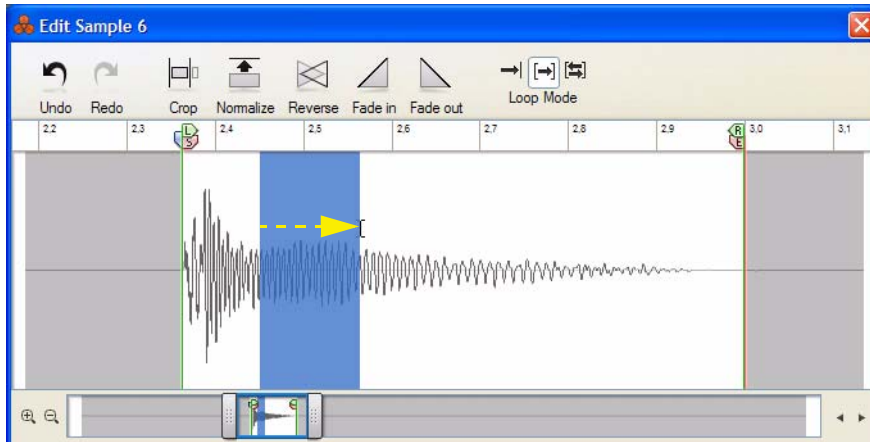 Edit Sample 6
Undo Redo Crop Normalize Reverse Fade in Fade out Loop Mode
2,2 2,3 2,4 2,5 2,6 2,7 2,8 2,9 3,0 3,1
L R
S E